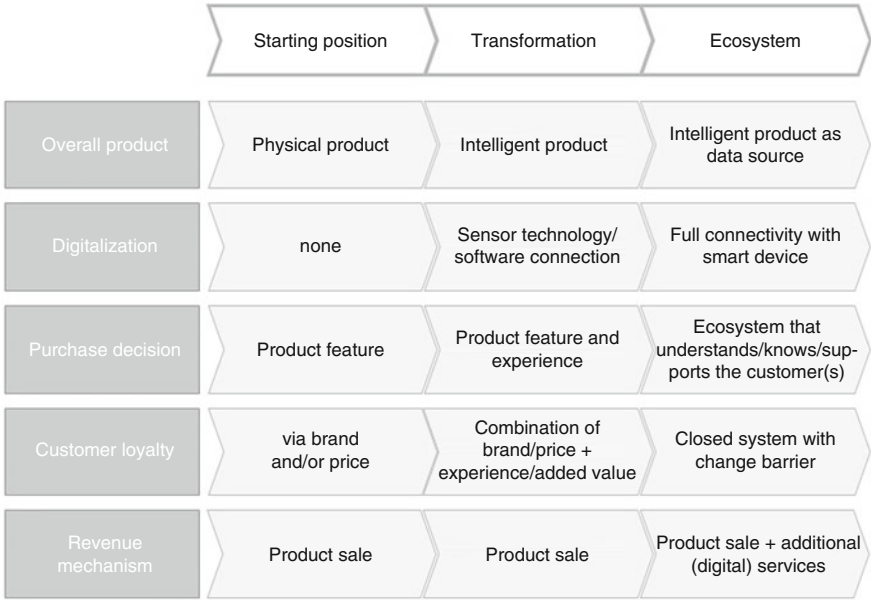 Starting position
Transformation
Ecosystem
Overall product
Physical product
Intelligent product
Intelligent product as
data source
Digitalization
none
Sensor technology/
software connection
Full connectivity with
smart device
Purchase decision
Product feature
Product feature and
experience
Ecosystem that
understands/knows/sup-
ports the customer(s)
Customer loyalty
via brand
and/or price
Combination of
brand/price +
experience/added value
Closed system with
change barrier
Revenue
mechanism
Product sale
Product sale
Product sale + additional
(digital) services